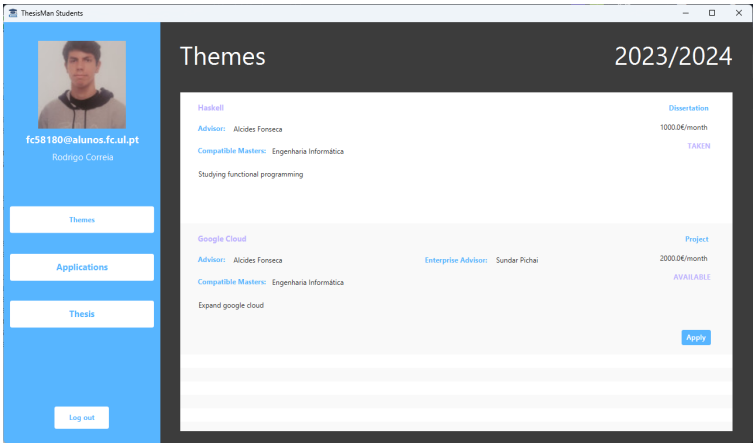 ThesisMan Students
fc58180@alunos.fc.ul.pt
Rodrigo Correia
Themes
Applications
Thesis
Log out
Themes 2023/2024
Haskell Dissertation
Advisor: Alcides Fonseca 1000.0€/month
Compatible Masters: Engenharia Informática TAKEN
Studying functional programming
Google Cloud Project
Advisor: Alcides Fonseca Enterprise Advisor: Sundar Pichai 2000.0€/month
Compatible Masters: Engenharia Informática AVAILABLE
Expand google cloud
Apply